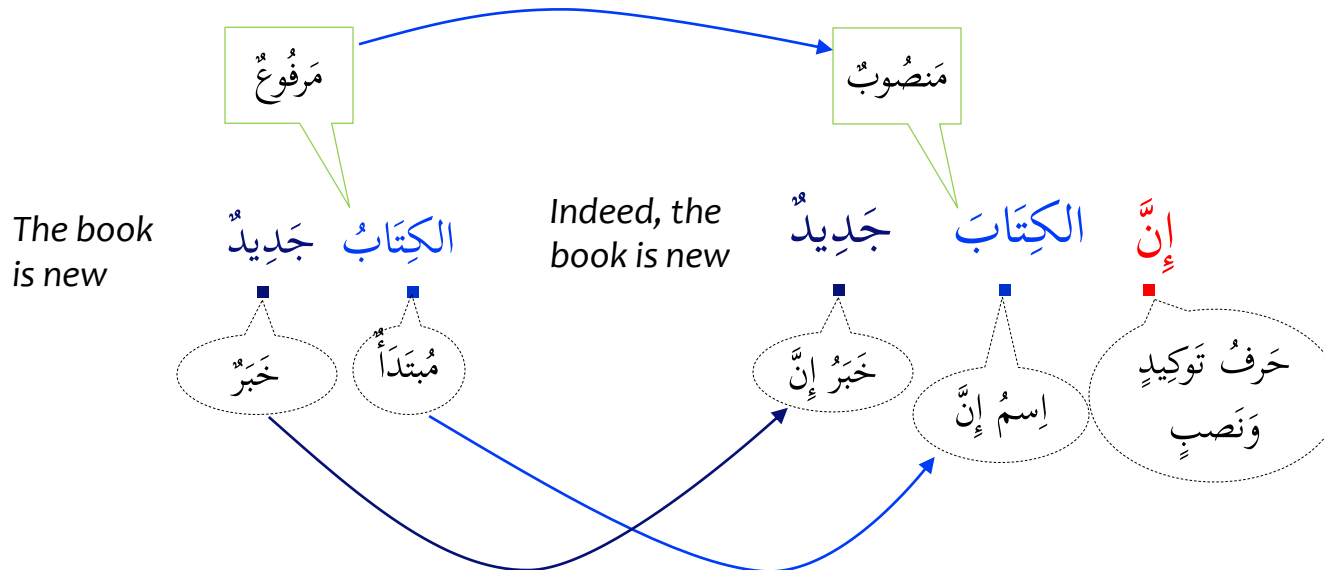 مَرفُوعٌ
مَنصُوبٌ
The book
is new
الكِتَابُ جَدِيدٌ
Indeed, the
book is new
إِنَّ الكِتَابَ جَدِيدٌ
مُبتَدَأٌ
خَبَرٌ
حَرفُ تَوكِيدٍ
وَنَصبٍ
اِسمُ إِنَّ
خَبَرُ إِنَّ